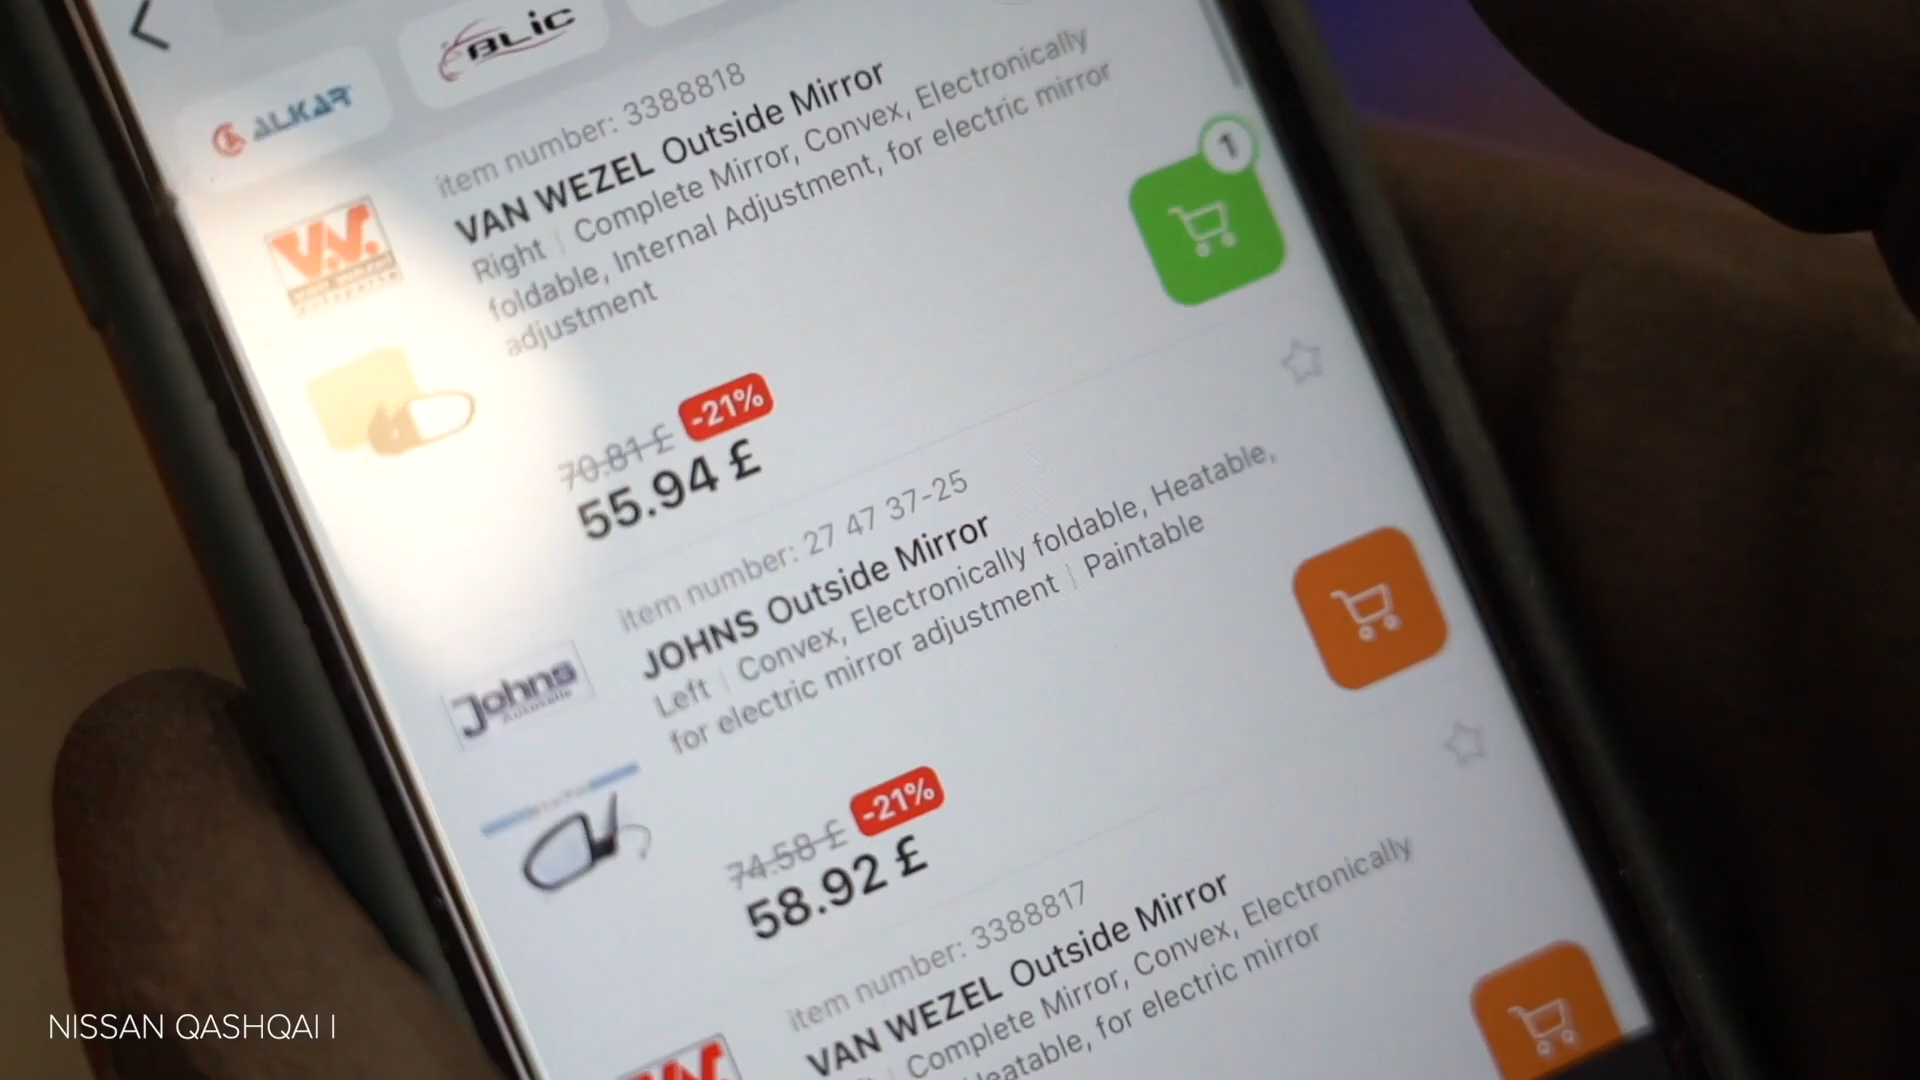 BLIC
ALKAR
item number: 3388818
VAN WEZEL Outside Mirror
Right | Complete Mirror, Convex, Electronically
foldable, Internal Adjustment, for electric mirror
adjustment
1
70.81 £ -21%
55.94 £
item number: 27 47 37-25
JOHNS Outside Mirror
Left | Convex, Electronically foldable, Heatable,
for electric mirror adjustment | Paintable
Johns
Autoteile
74.58 £ -21%
58.92 £
item number: 3388817
VAN WEZEL Outside Mirror
Complete Mirror, Convex, Electronically
Heatable, for electric mirror
NISSAN QASHQAI I